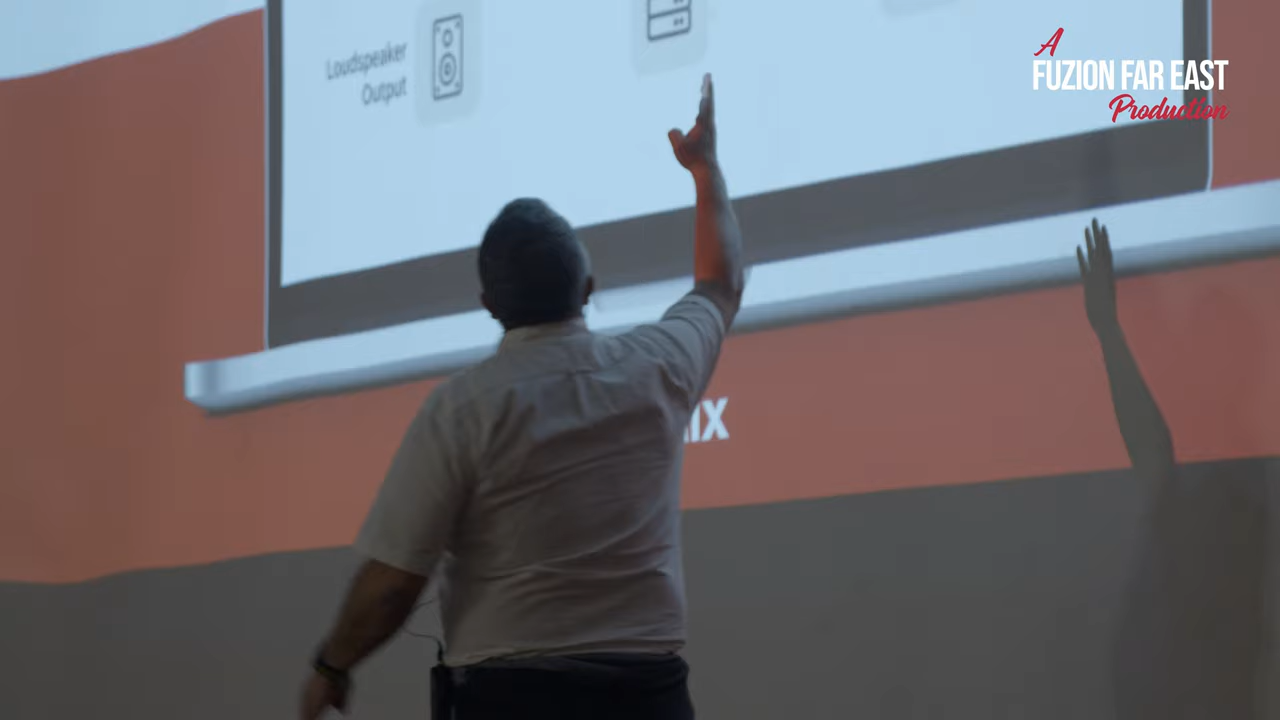 Loudspeaker
Output
A
FUZION FAR EAST
Production
IX